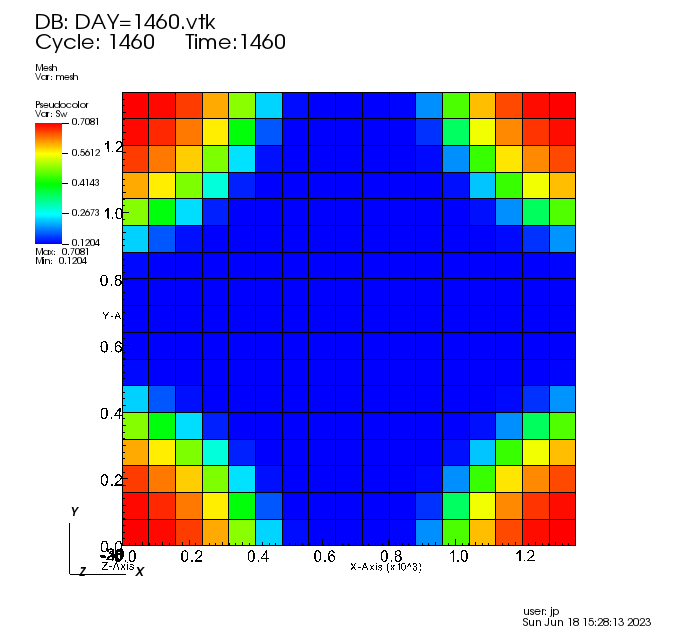 DB: DAY=1460.vtk
Cycle: 1460 Time:1460
Mesh
Var: mesh
Pseudocolor
Var: Sw
0.7081
0.5612
0.4143
0.2673
0.1204
Max: 0.7081
Min: 0.1204
1.2
1.0
0.8
Y-A
0.6
0.4
0.2
0.0
0.2 0.4 0.6 0.8 1.0 1.2
Z-Axis
X-Axis (x10^3)
Y
Z X
user: jp
Sun Jun 18 15:28:13 2023